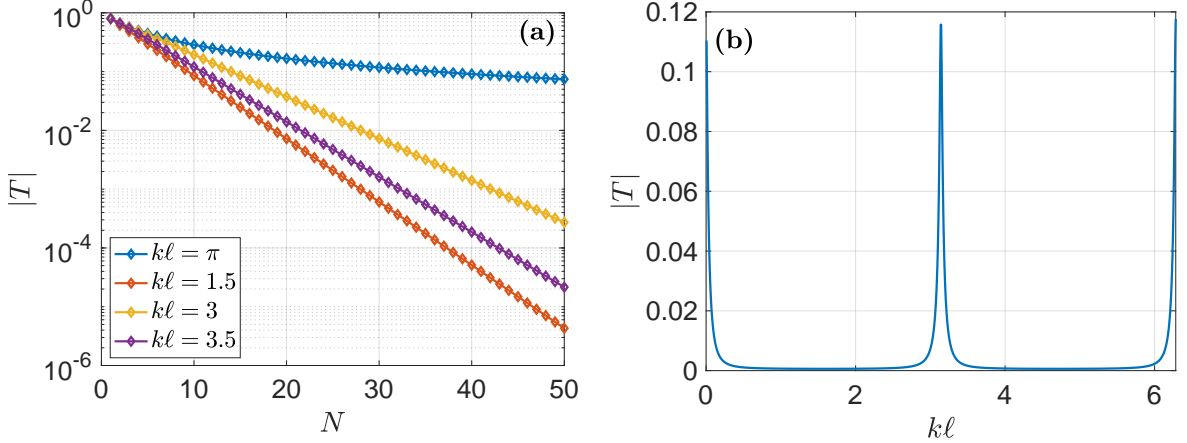 (a)
|T|
10^0
10^-2
10^-4
10^-6
kℓ = π
kℓ = 1.5
kℓ = 3
kℓ = 3.5
0 10 20 30 40 50
N
(b)
|T|
0.12
0.1
0.08
0.06
0.04
0.02
0
0 2 4 6
kℓ